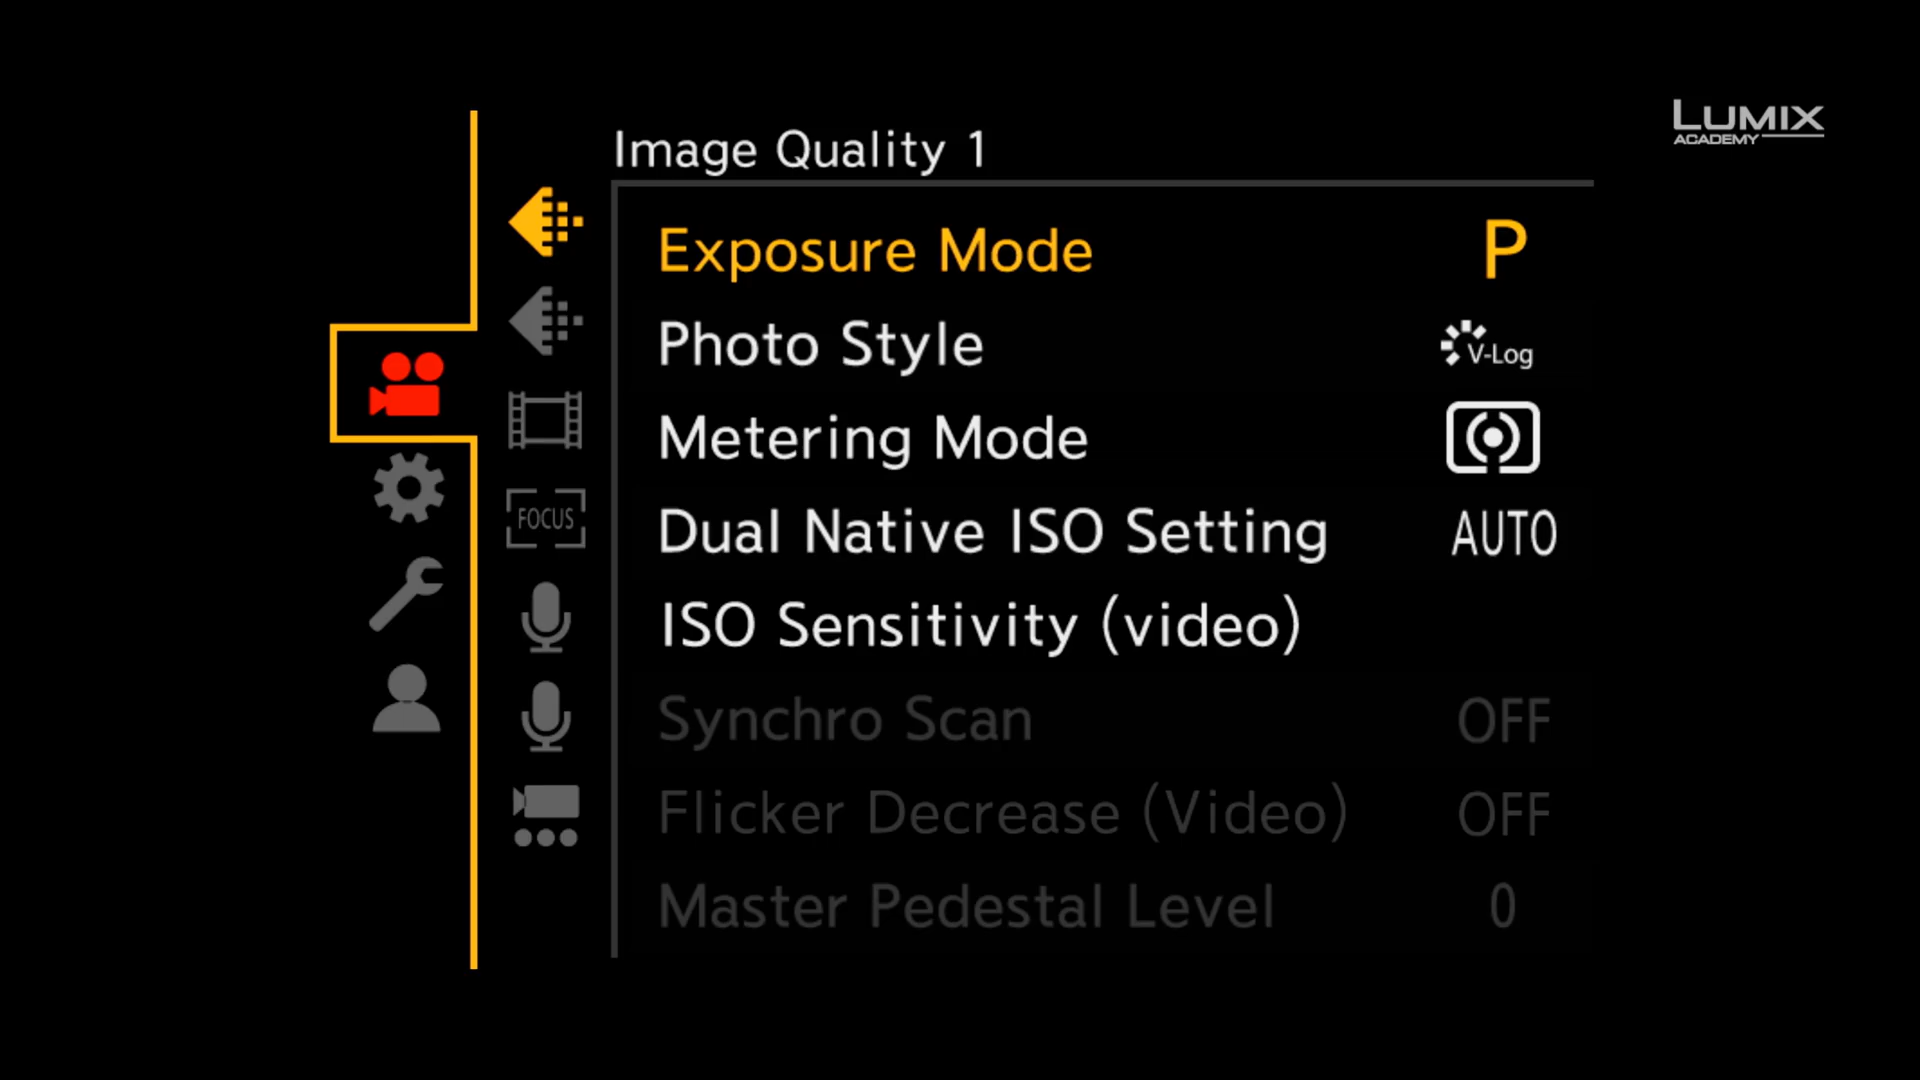 Image Quality 1
LUMIX
ACADEMY
Exposure Mode P
Photo Style V-Log
Metering Mode
Dual Native ISO Setting AUTO
FOCUS
ISO Sensitivity (video)
Synchro Scan OFF
Flicker Decrease (Video) OFF
Master Pedestal Level 0